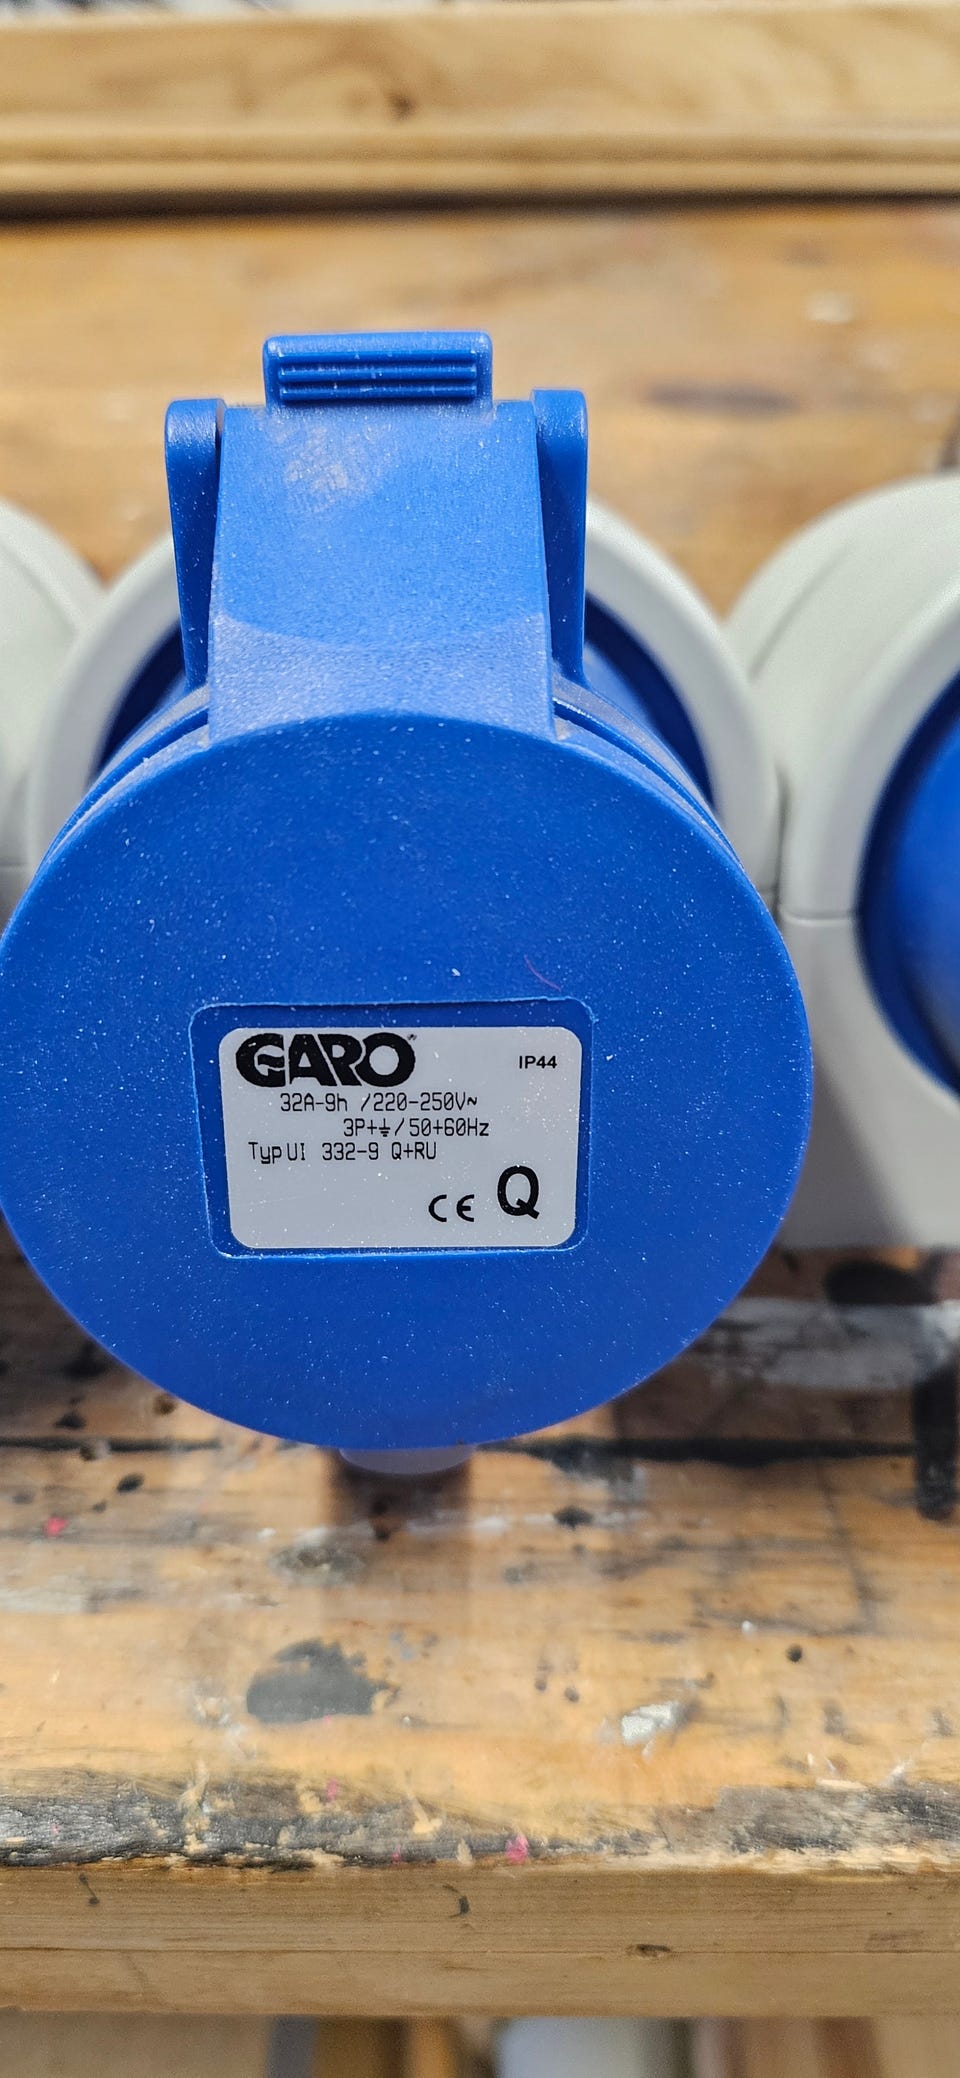 GARO
IP44
32A-9h /220-250V~
3P+⏚/50+60Hz
Typ UI 332-9 Q+RU
CE Q